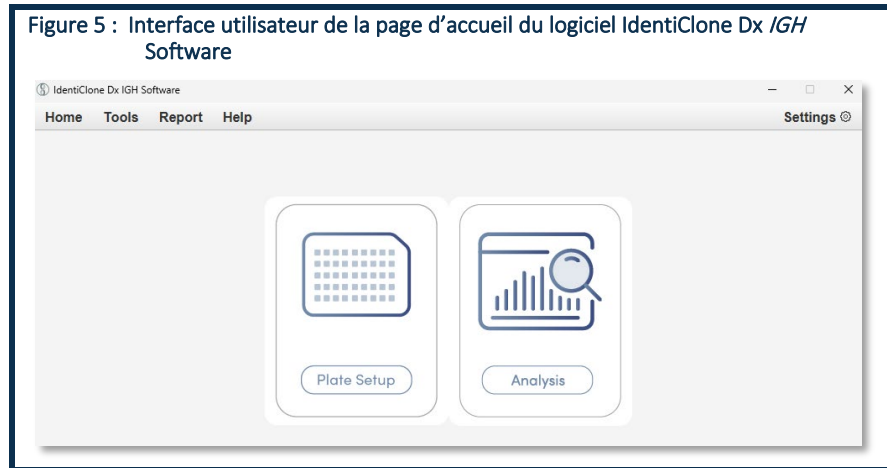 Figure 5 : Interface utilisateur de la page d’accueil du logiciel IdentiClone Dx IGH
Software
IdentiClone Dx IGH Software
Home Tools Report Help Settings
Plate Setup Analysis